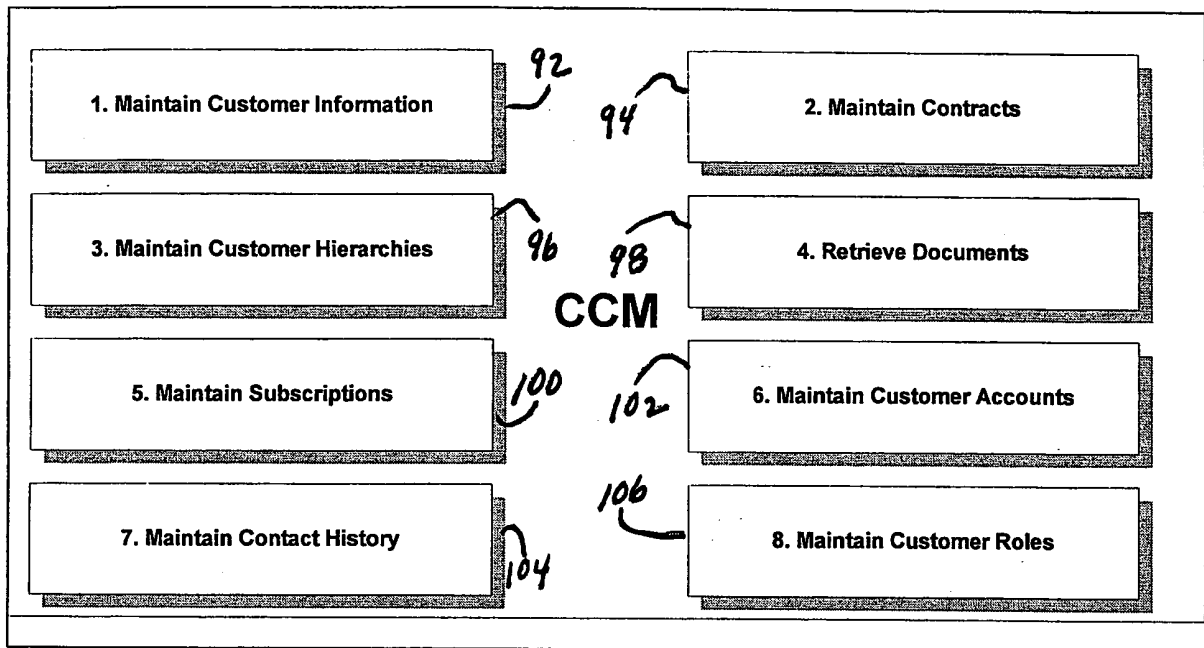 1. Maintain Customer Information
92
94
2. Maintain Contracts
3. Maintain Customer Hierarchies
96
98
4. Retrieve Documents
CCM
5. Maintain Subscriptions
100
102
6. Maintain Customer Accounts
7. Maintain Contact History
104
106
8. Maintain Customer Roles